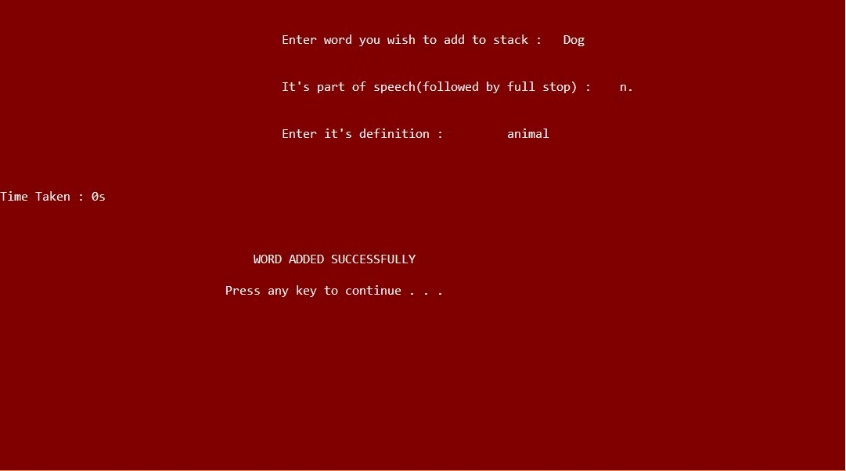 Enter word you wish to add to stack : Dog
It's part of speech(followed by full stop) : n.
Enter it's definition : animal
Time Taken : 0s
WORD ADDED SUCCESSFULLY
Press any key to continue . . .